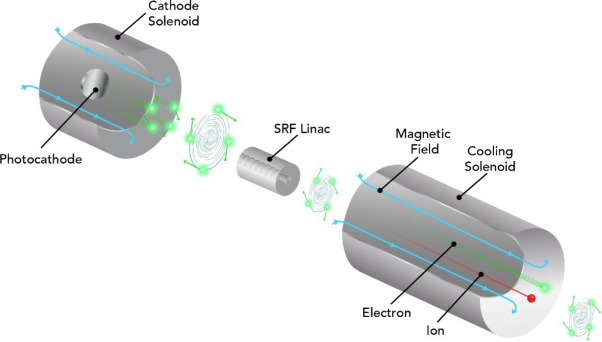 Cathode
Solenoid
Photocathode
SRF Linac
Magnetic
Field
Cooling
Solenoid
Electron
Ion